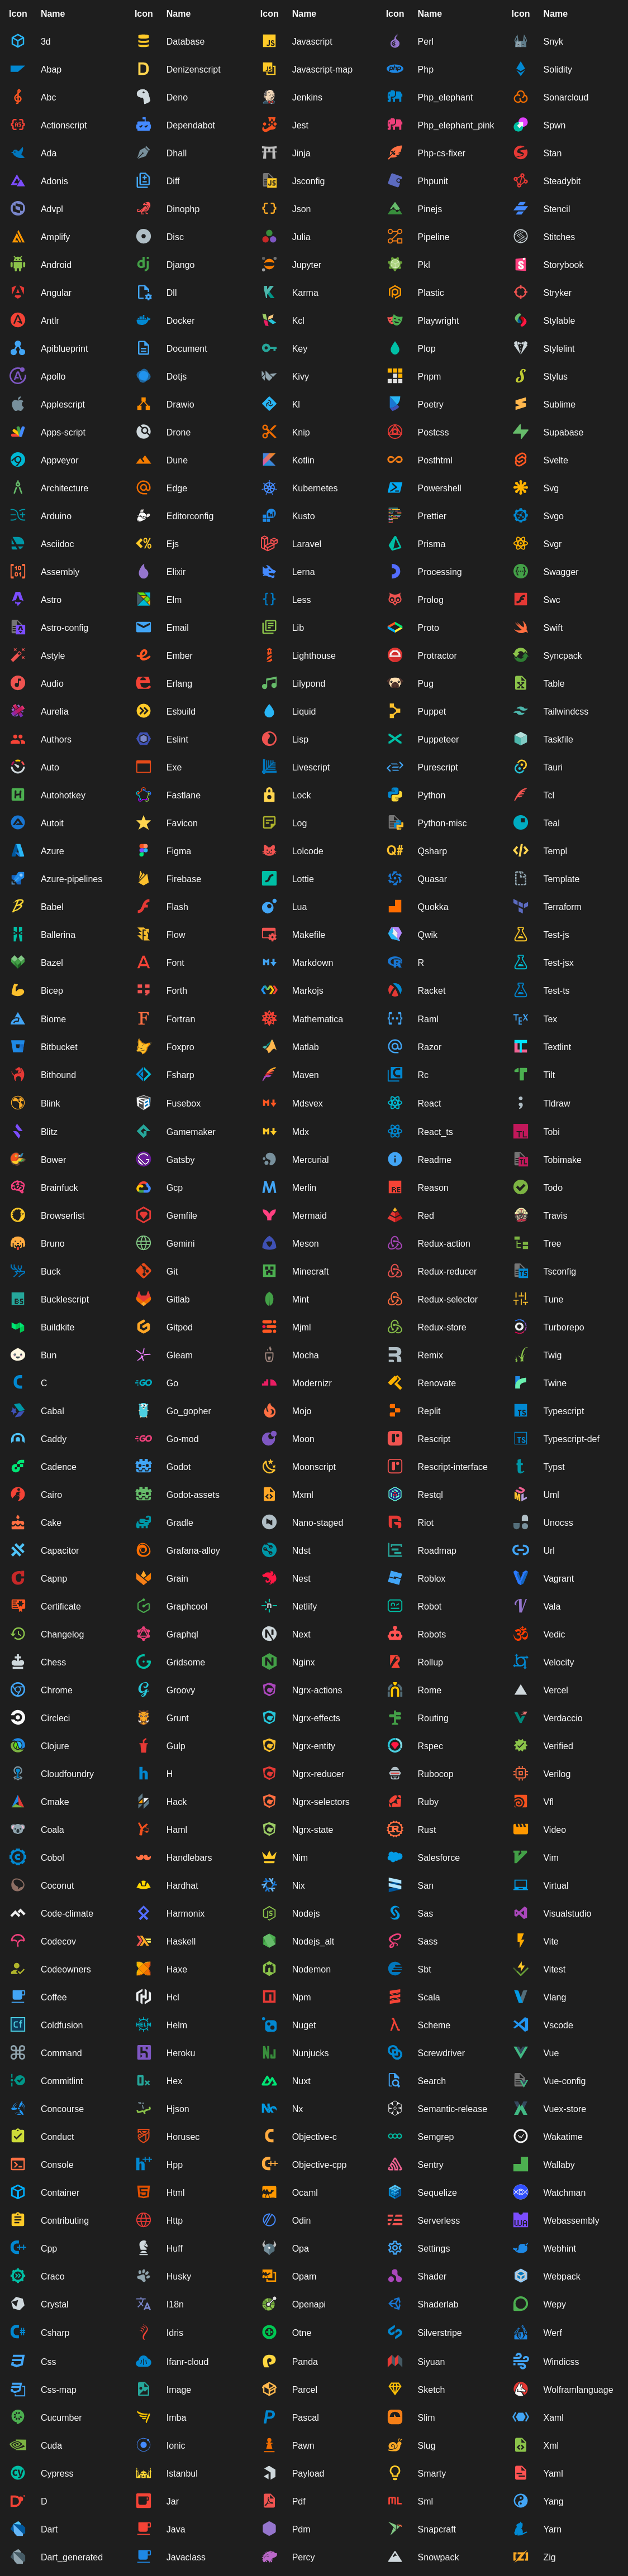 Icon Name Icon Name Icon Name Icon Name Icon Name
3d Database Javascript Perl Snyk
Abap Denizenscript Javascript-map Php Solidity
Abc Deno Jenkins Php_elephant Sonarcloud
Actionscript Dependabot Jest Php_elephant_pink Spwn
Ada Dhall Jinja Php-cs-fixer Stan
Adonis Diff Jsconfig Phpunit Steadybit
Advpl Dinophp Json Pinejs Stencil
Amplify Disc Julia Pipeline Stitches
Android Django Jupyter Pkl Storybook
Angular Dll Karma Plastic Stryker
Antlr Docker Kcl Playwright Stylable
Apiblueprint Document Key Plop Stylelint
Apollo Dotjs Kivy Pnpm Stylus
Applescript Drawio Kl Poetry Sublime
Apps-script Drone Knip Postcss Supabase
Appveyor Dune Kotlin Posthtml Svelte
Architecture Edge Kubernetes Powershell Svg
Arduino Editorconfig Kusto Prettier Svgo
Asciidoc Ejs Laravel Prisma Svgr
Assembly Elixir Lerna Processing Swagger
Astro Elm Less Prolog Swc
Astro-config Email Lib Proto Swift
Astyle Ember Lighthouse Protractor Syncpack
Audio Erlang Lilypond Pug Table
Aurelia Esbuild Liquid Puppet Tailwindcss
Authors Eslint Lisp Puppeteer Taskfile
Auto Exe Livescript Purescript Tauri
Autohotkey Fastlane Lock Python Tcl
Autoit Favicon Log Python-misc Teal
Azure Figma Lolcode Qsharp Templ
Azure-pipelines Firebase Lottie Quasar Template
Babel Flash Lua Quokka Terraform
Ballerina Flow Makefile Qwik Test-js
Bazel Font Markdown R Test-jsx
Bicep Forth Markojs Racket Test-ts
Biome Fortran Mathematica Raml Tex
Bitbucket Foxpro Matlab Razor Textlint
Bithound Fsharp Maven Rc Tilt
Blink Fusebox Mdsvex React Tldraw
Blitz Gamemaker Mdx React_ts Tobi
Bower Gatsby Mercurial Readme Tobimake
Brainfuck Gcp Merlin Reason Todo
Browserlist Gemfile Mermaid Red Travis
Bruno Gemini Meson Redux-action Tree
Buck Git Minecraft Redux-reducer Tsconfig
Bucklescript Gitlab Mint Redux-selector Tune
Buildkite Gitpod Mjml Redux-store Turborepo
Bun Gleam Mocha Remix Twig
C Go Modernizr Renovate Twine
Cabal Go_gopher Mojo Replit Typescript
Caddy Go-mod Moon Rescript Typescript-def
Cadence Godot Moonscript Rescript-interface Typst
Cairo Godot-assets Mxml Restql Uml
Cake Gradle Nano-staged Riot Unocss
Capacitor Grafana-alloy Ndst Roadmap Url
Capnp Grain Nest Roblox Vagrant
Certificate Graphcool Netlify Robot Vala
Changelog Graphql Next Robots Vedic
Chess Gridsome Nginx Rollup Velocity
Chrome Groovy Ngrx-actions Rome Vercel
Circleci Grunt Ngrx-effects Routing Verdaccio
Clojure Gulp Ngrx-entity Rspec Verified
Cloudfoundry H Ngrx-reducer Rubocop Verilog
Cmake Hack Ngrx-selectors Ruby Vfl
Coala Haml Ngrx-state Rust Video
Cobol Handlebars Nim Salesforce Vim
Coconut Hardhat Nix San Virtual
Code-climate Harmonix Nodejs Sas Visualstudio
Codecov Haskell Nodejs_alt Sass Vite
Codeowners Haxe Nodemon Sbt Vitest
Coffee Hcl Npm Scala Vlang
Coldfusion Helm Nuget Scheme Vscode
Command Heroku Nunjucks Screwdriver Vue
Commitlint Hex Nuxt Search Vue-config
Concourse Hjson Nx Semantic-release Vuex-store
Conduct Horusec Objective-c Semgrep Wakatime
Console Hpp Objective-cpp Sentry Wallaby
Container Html Ocaml Sequelize Watchman
Contributing Http Odin Serverless Webassembly
Cpp Huff Opa Settings Webhint
Craco Husky Opam Shader Webpack
Crystal I18n Openapi Shaderlab Wepy
Csharp Idris Otne Silverstripe Werf
Css Ifanr-cloud Panda Siyuan Windicss
Css-map Image Parcel Sketch Wolframlanguage
Cucumber Imba Pascal Slim Xaml
Cuda Ionic Pawn Slug Xml
Cypress Istanbul Payload Smarty Yaml
D Jar Pdf Sml Yang
Dart Java Pdm Snapcraft Yarn
Dart_generated Javaclass Percy Snowpack Zig